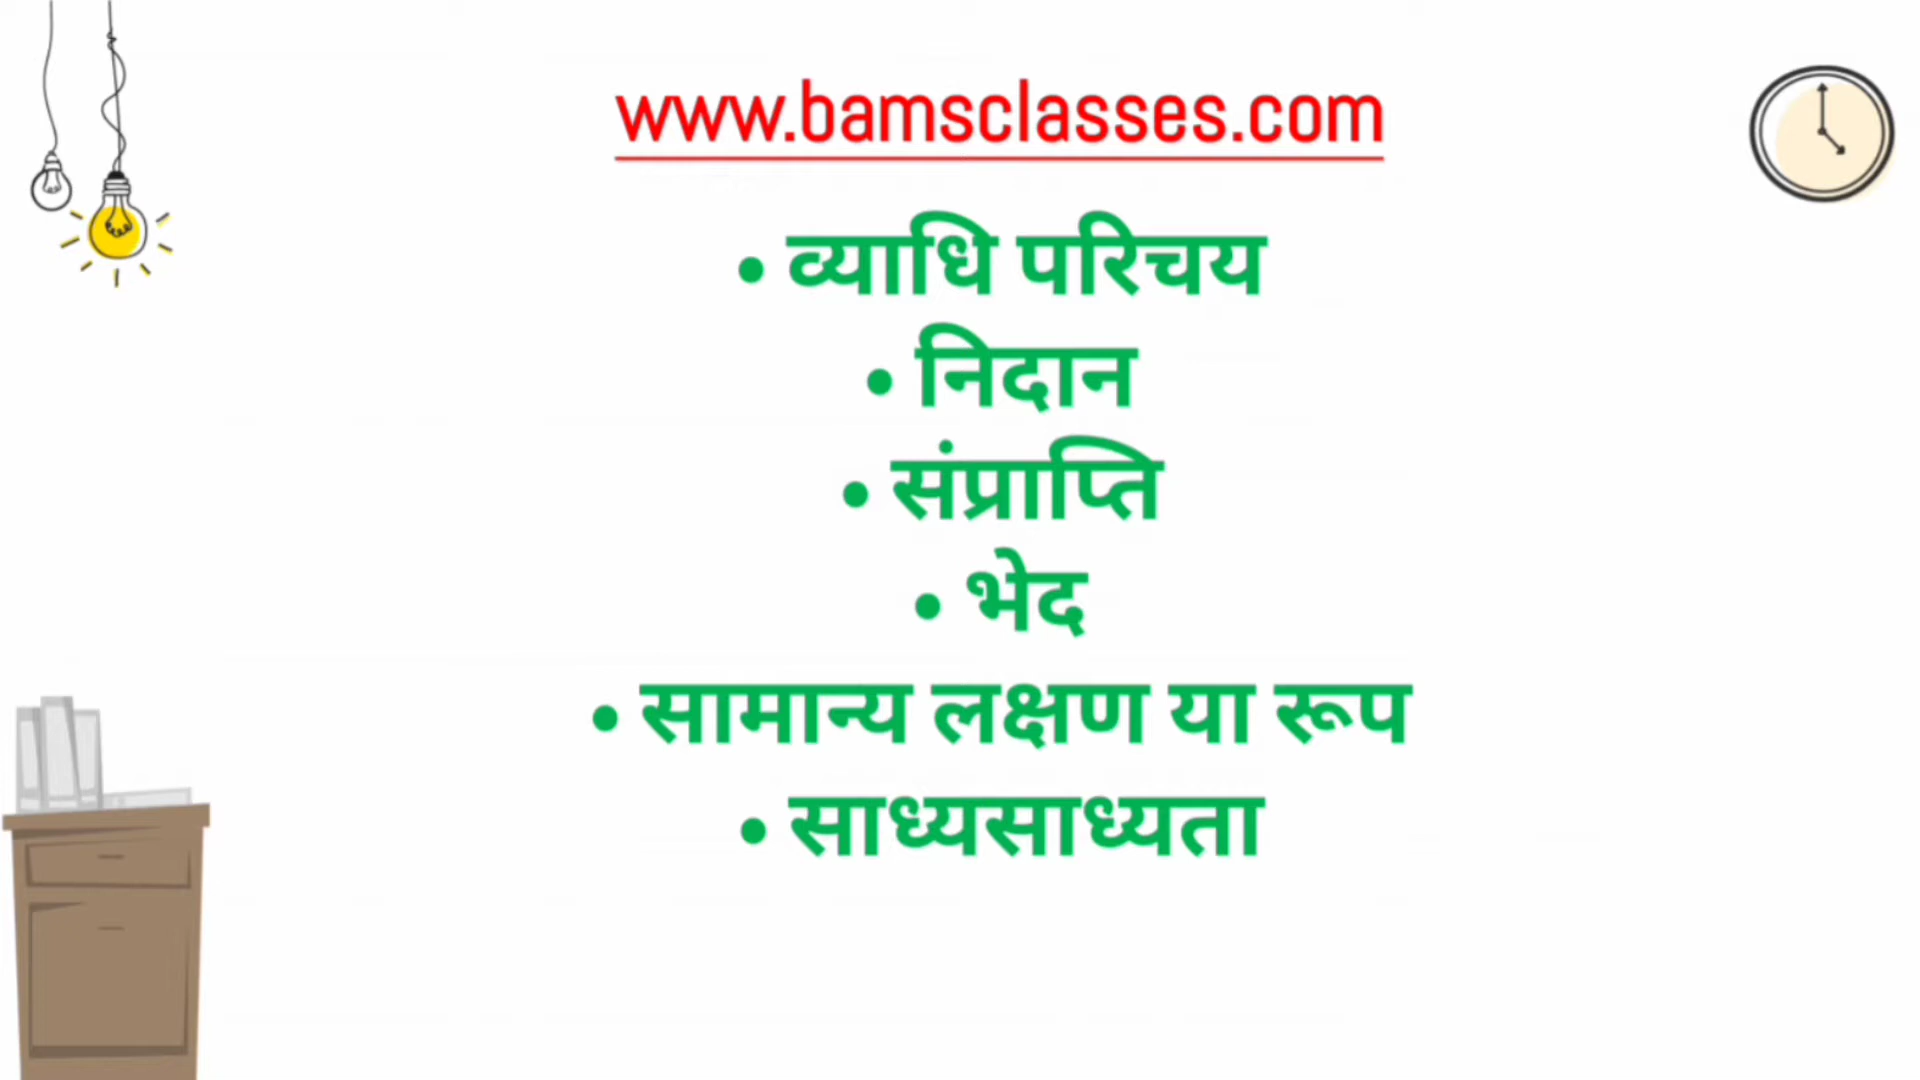 www.bamsclasses.com
• व्याधि परिचय
• निदान
• संप्राप्ति
• भेद
• सामान्य लक्षण या रूप
• साध्यसाध्यता